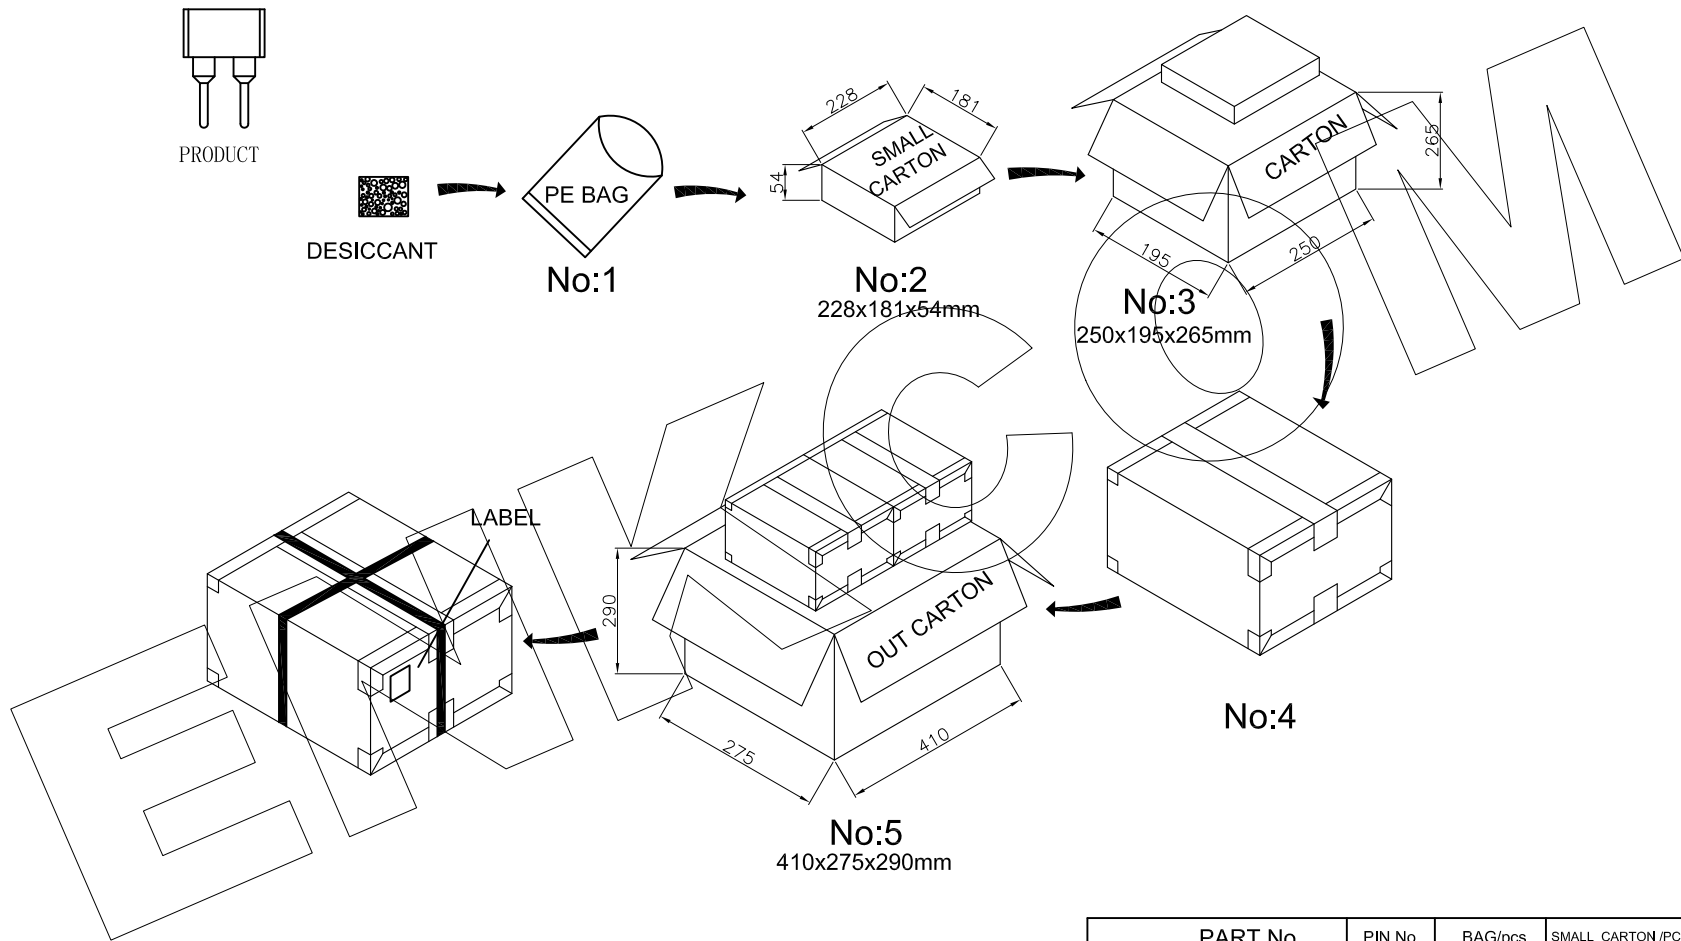 PRODUCT
DESICCANT
PE BAG
No:1
228
181
54
SMALL
CARTON
No:2
228x181x54mm
CARTON
265
195
250
No:3
250x195x265mm
No:4
LABEL
290
OUT CARTON
275
410
No:5
410x275x290mm
PART No. PIN No. BAG/pcs SMALL CARTON/PC